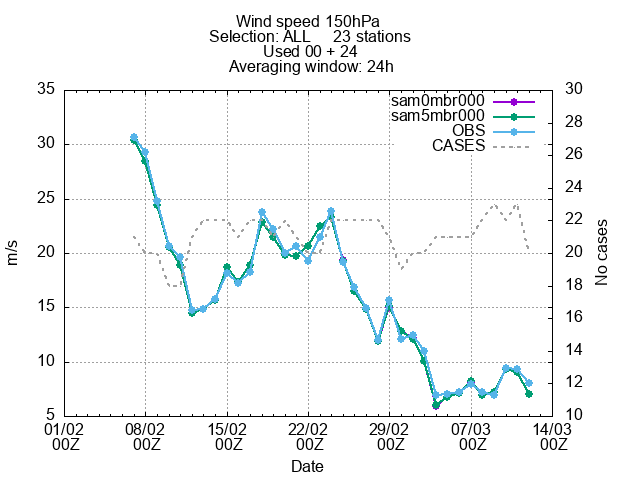 Wind speed 150hPa
Selection: ALL 23 stations
Used 00 + 24
Averaging window: 24h
sam0mbr000
sam5mbr000
OBS
CASES
35
30
25
20
15
10
5
m/s
30
28
26
24
22
20
18
16
14
12
10
No cases
01/02 08/02 15/02 22/02 29/02 07/03 14/03
00Z 00Z 00Z 00Z 00Z 00Z 00Z
Date